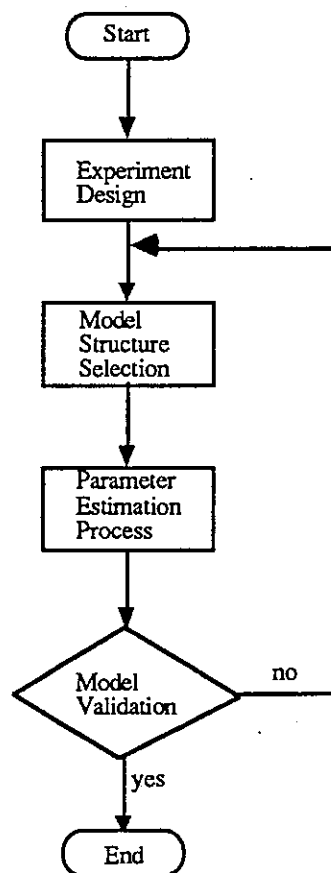 Start
Experiment
Design
Model
Structure
Selection
Parameter
Estimation
Process
Model
Validation
no
yes
End